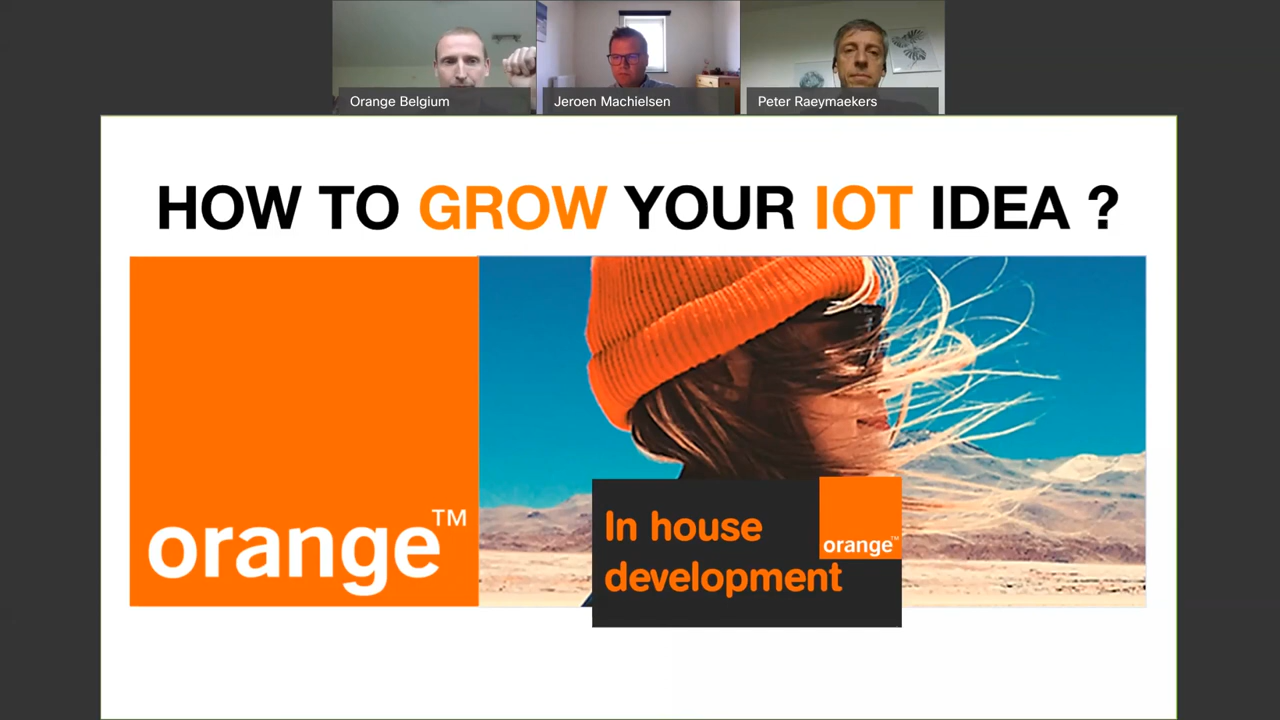 Orange Belgium
Jeroen Machielsen
Peter Raeymaekers
HOW TO GROW YOUR IOT IDEA ?
orange™
In house
development
orange™